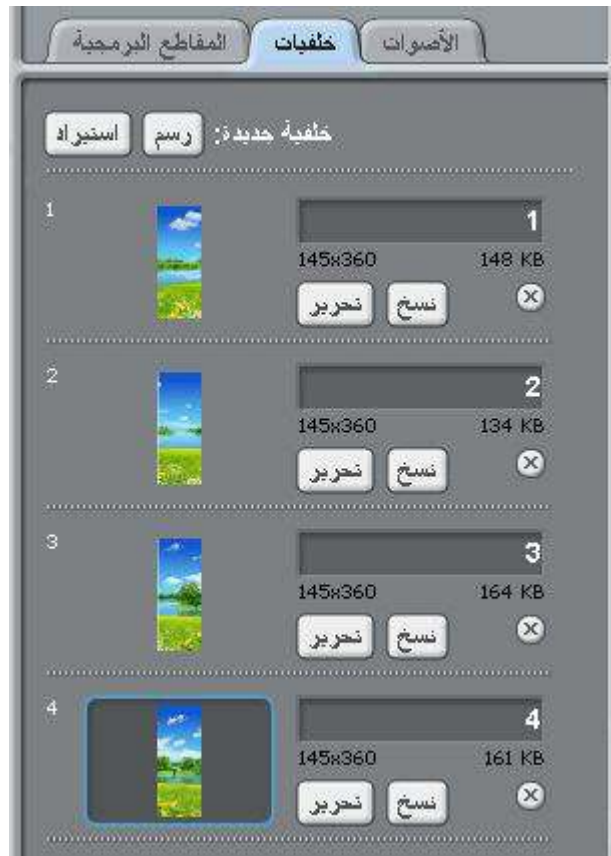 الأصوات خلفيات المقاطع البرمجية
خلفية جديدة: رسم استيراد
1 1
145x360 148 KB
نسخ تحرير
2 2
145x360 134 KB
نسخ تحرير
3 3
145x360 164 KB
نسخ تحرير
4 4
145x360 161 KB
نسخ تحرير